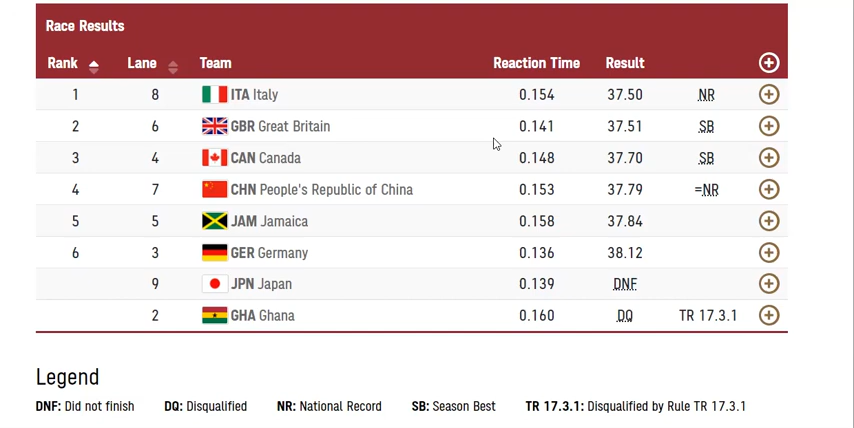 Race Results
Rank Lane Team Reaction Time Result
1 8 ITA Italy 0.154 37.50 NR
2 6 GBR Great Britain 0.141 37.51 SB
3 4 CAN Canada 0.148 37.70 SB
4 7 CHN People's Republic of China 0.153 37.79 =NR
5 5 JAM Jamaica 0.158 37.84
6 3 GER Germany 0.136 38.12
9 JPN Japan 0.139 DNF
2 GHA Ghana 0.160 DQ TR 17.3.1
Legend
DNF: Did not finish DQ: Disqualified NR: National Record SB: Season Best TR 17.3.1: Disqualified by Rule TR 17.3.1